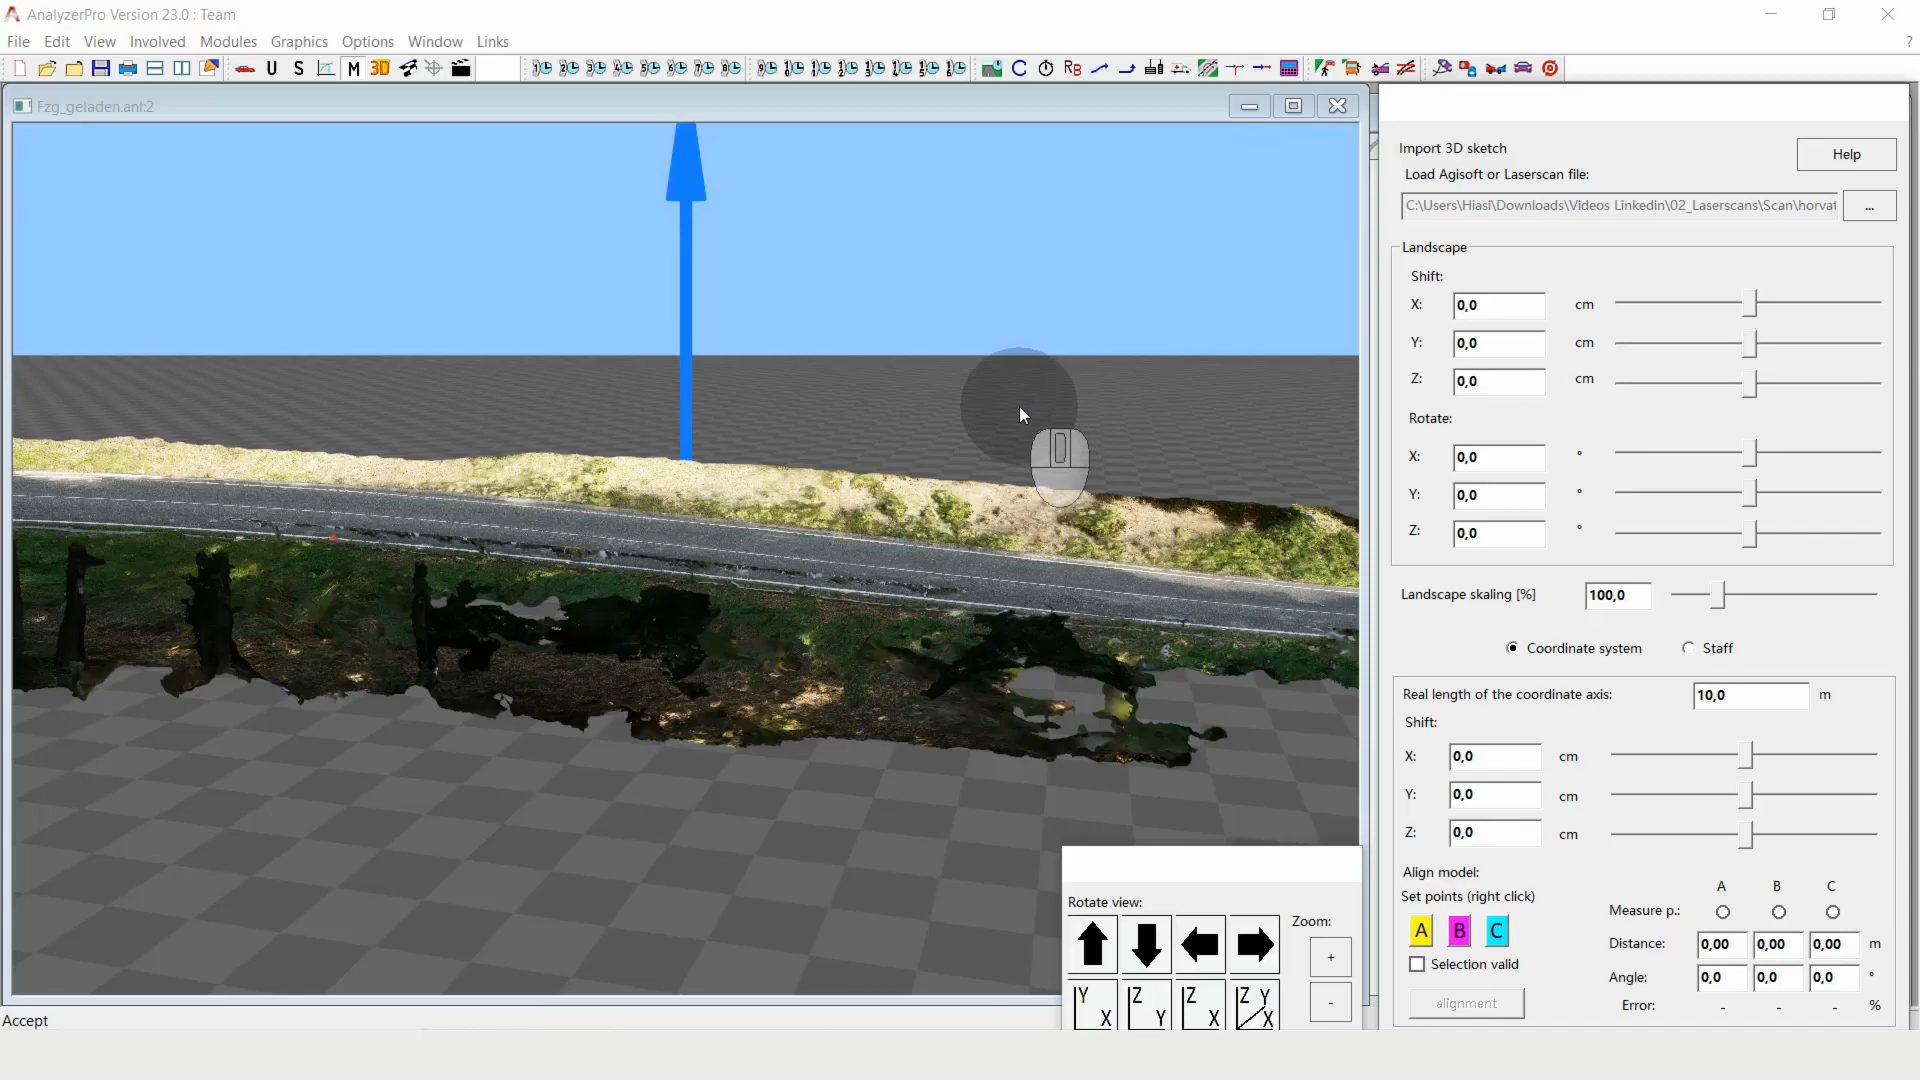 AnalyzerPro Version 23.0 : Team
File Edit View Involved Modules Graphics Options Window Links ?
U S M 3D RB
Fzg_geladen.anl:2
Import 3D sketch
Help
Load Agisoft or Laserscan file:
C:\Users\Hiasi\Downloads\Videos Linkedin\02_Laserscans\Scan\horvat ...
Landscape
Shift:
X: 0,0 cm
Y: 0,0 cm
Z: 0,0 cm
Rotate:
X: 0,0 °
Y: 0,0 °
Z: 0,0 °
Landscape skaling [%] 100,0
Coordinate system Staff
Real length of the coordinate axis: 10,0 m
Shift:
X: 0,0 cm
Y: 0,0 cm
Z: 0,0 cm
Align model:
Set points (right click)
A B C
Selection valid
alignment
A B C
Measure p.:
Distance: 0,00 0,00 0,00 m
Angle: 0,0 0,0 0,0 °
Error: - - - %
Rotate view:
Zoom:
+
-
Y X
Z Y
Z X
Z Y X
Accept